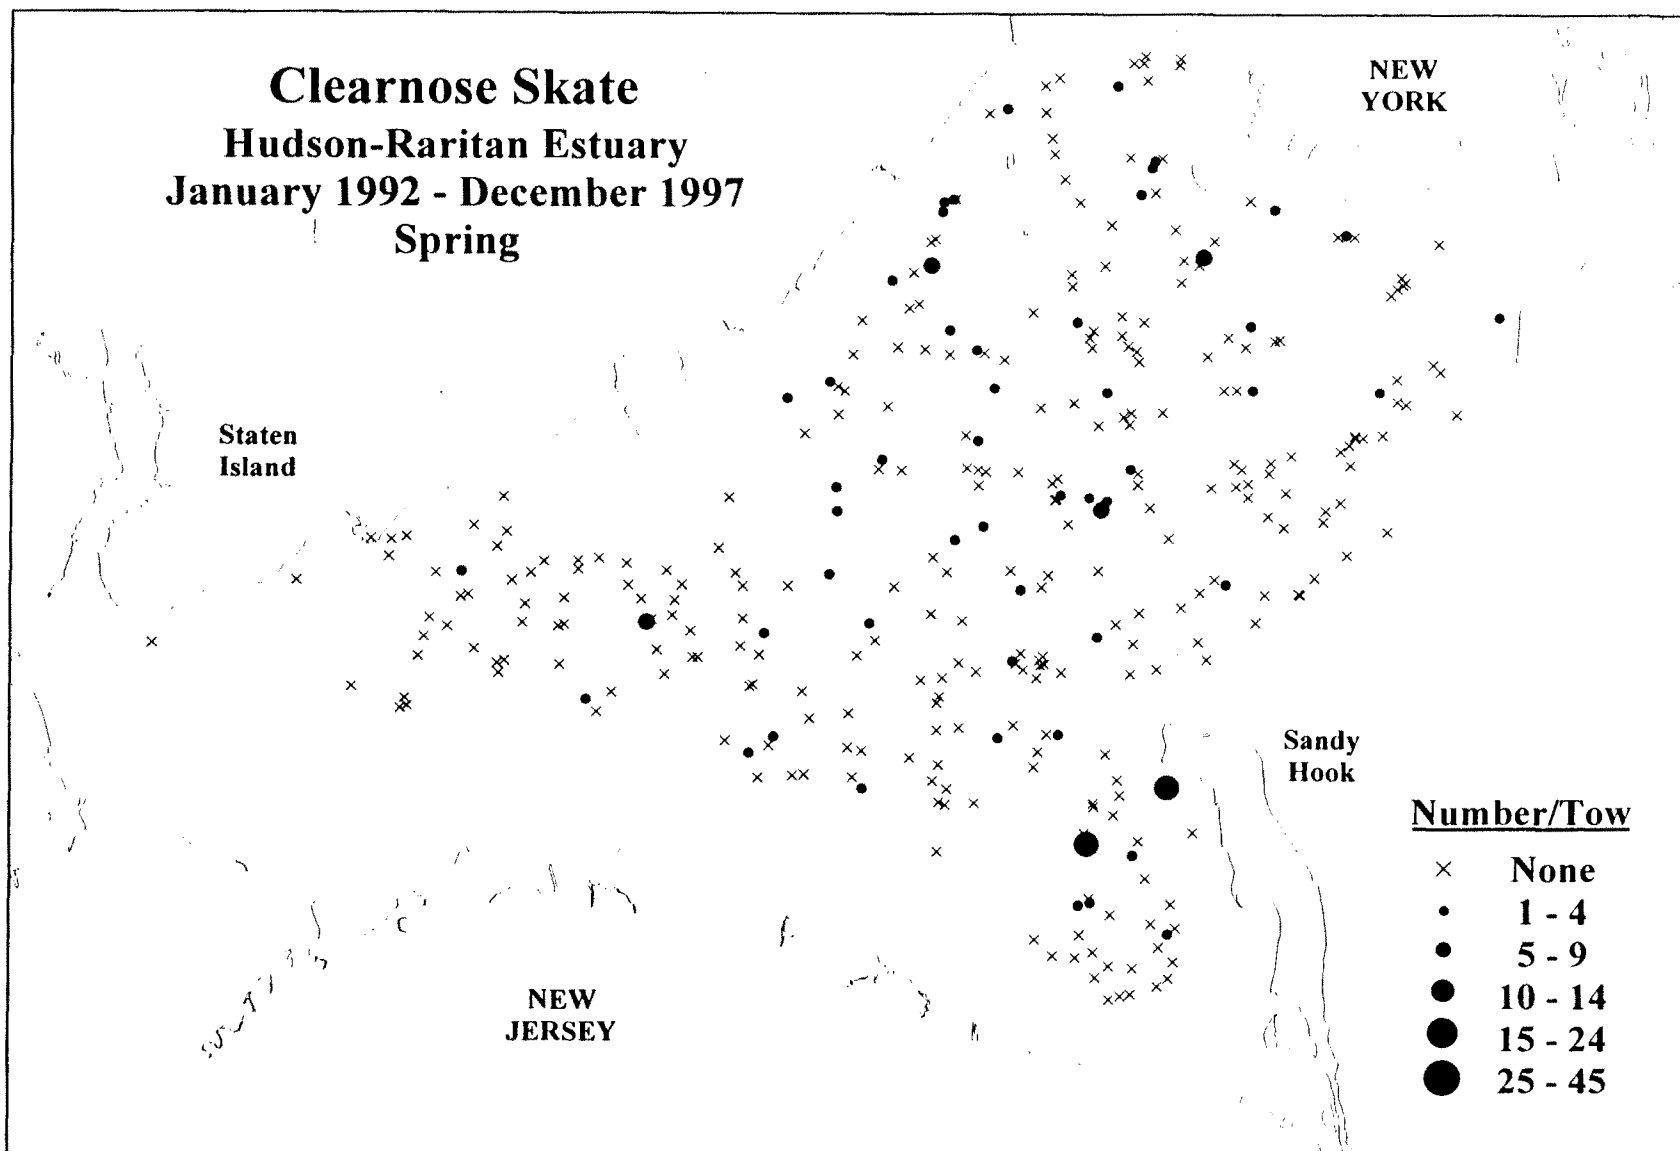 Clearnose Skate
Hudson-Raritan Estuary
January 1992 - December 1997
Spring
NEW
YORK
Staten
Island
Sandy
Hook
NEW
JERSEY
Number/Tow
None
1 - 4
5 - 9
10 - 14
15 - 24
25 - 45